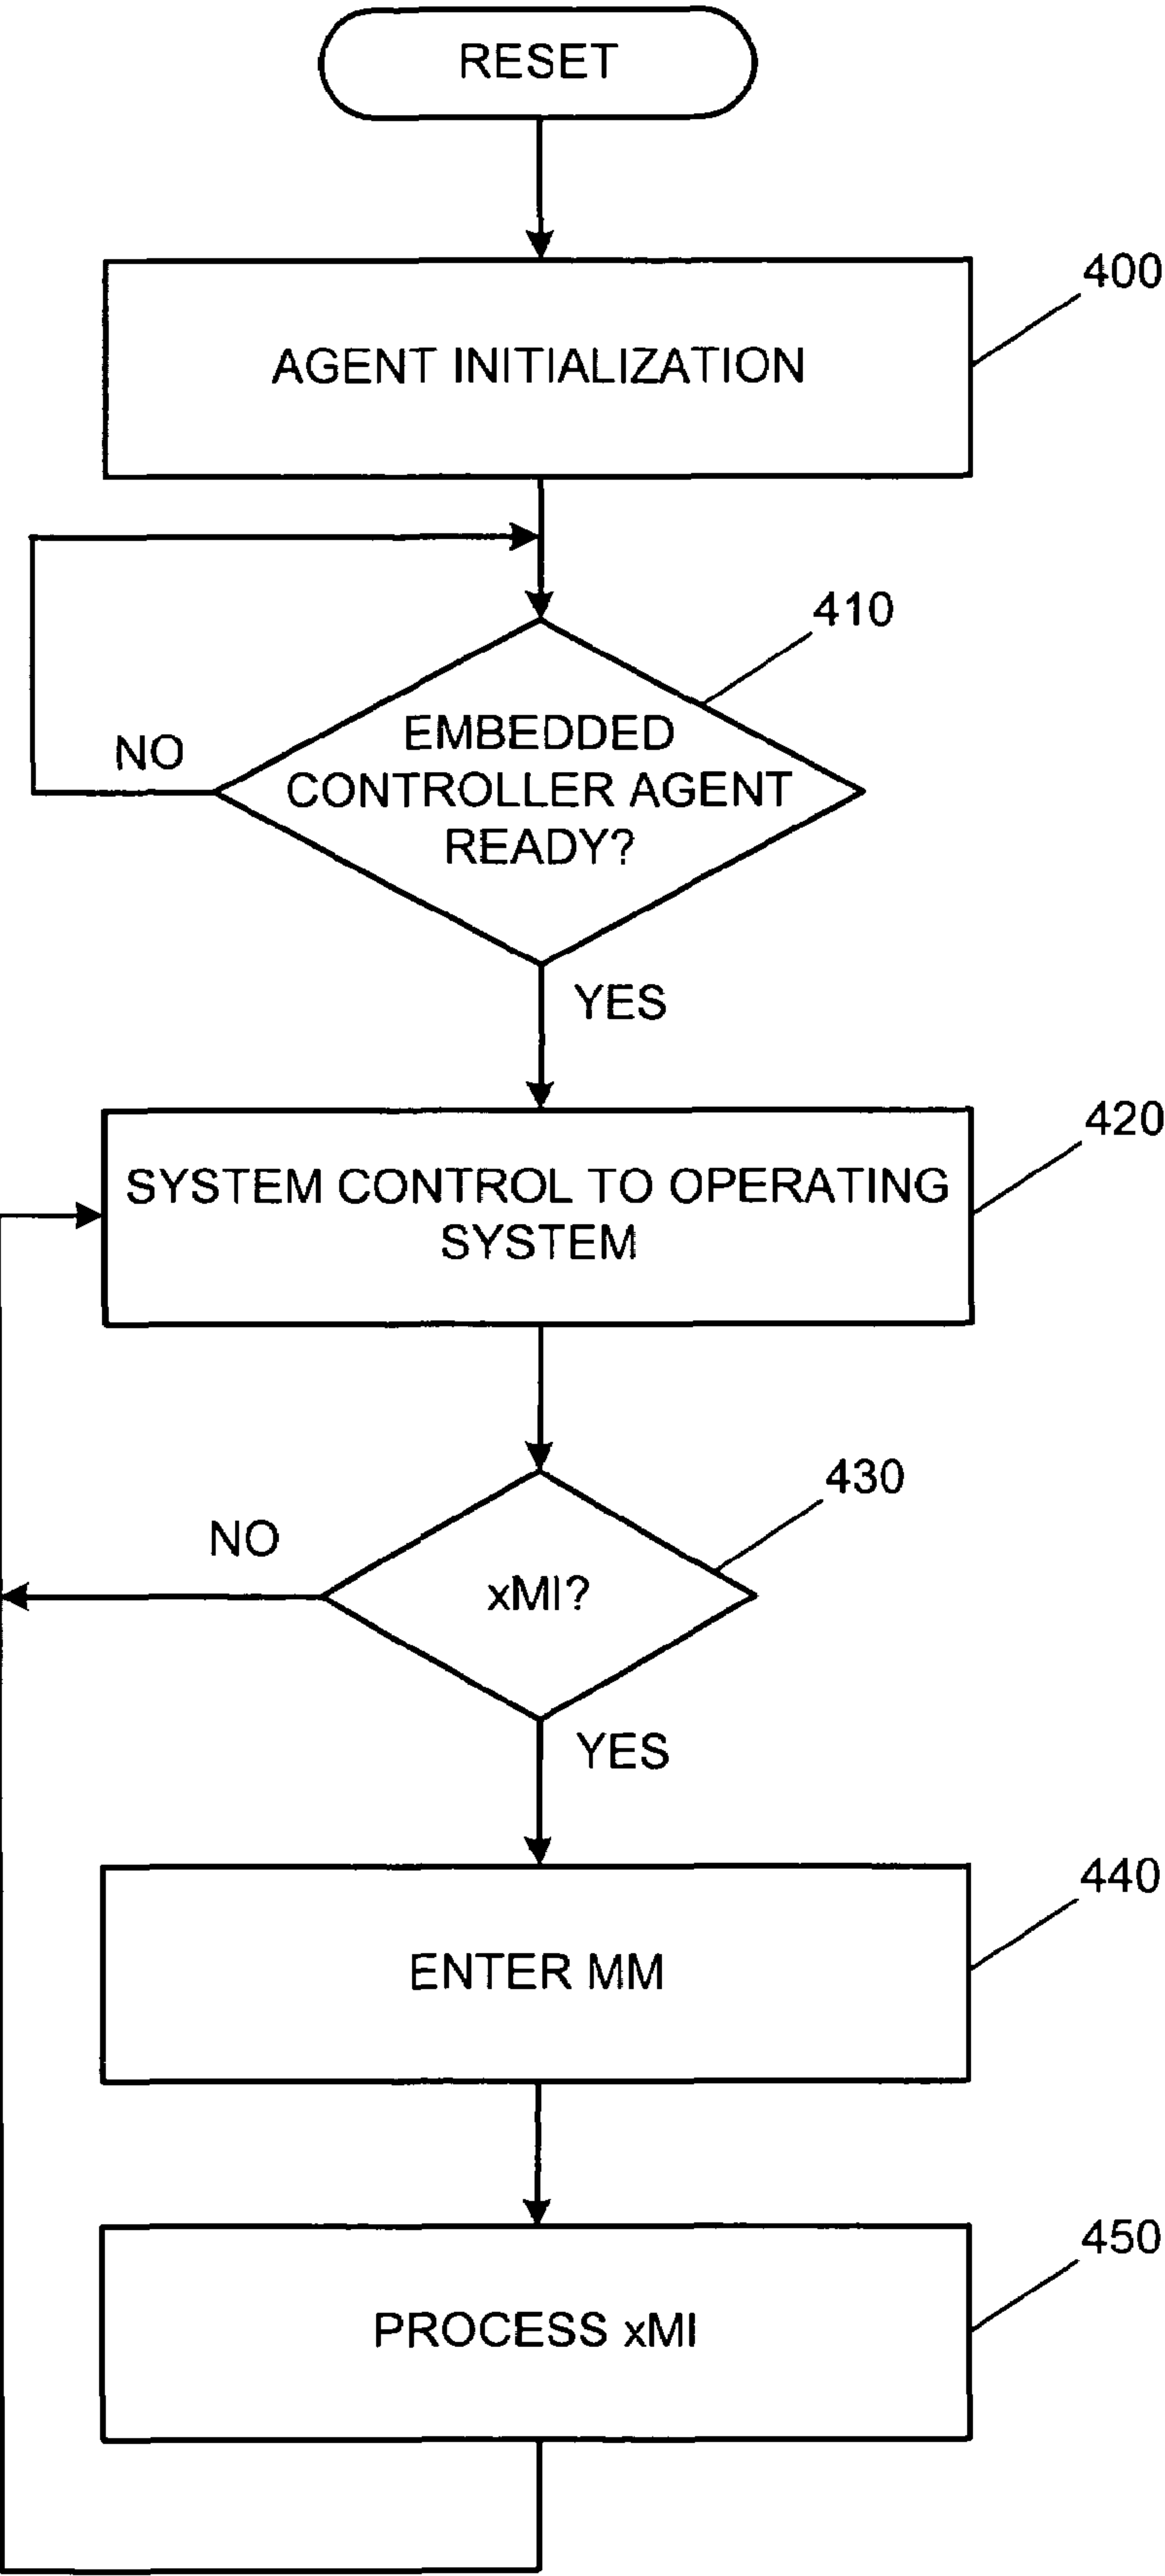 RESET
400
AGENT INITIALIZATION
410
NO
EMBEDDED
CONTROLLER AGENT
READY?
YES
420
SYSTEM CONTROL TO OPERATING
SYSTEM
430
NO
xMI?
YES
440
ENTER MM
450
PROCESS xMI